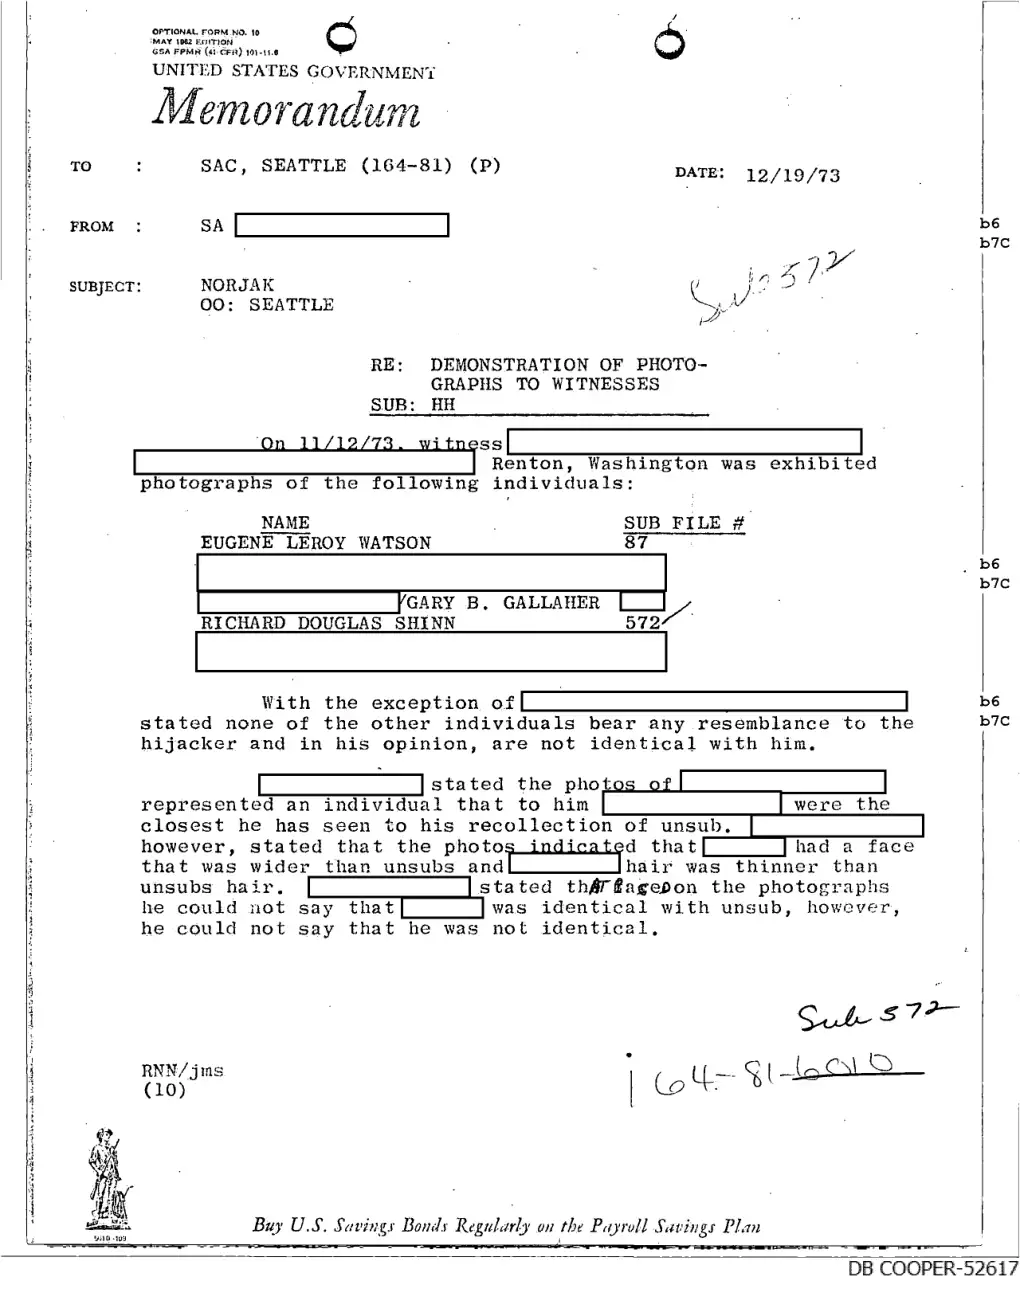 OPTIONAL FORM NO. 10
MAY 1962 EDITION
GSA FPMR (41 CFR) 101-11.6
UNITED STATES GOVERNMENT
Memorandum
TO : SAC, SEATTLE (164-81) (P)
DATE: 12/19/73
FROM : SA
b6
b7C
SUBJECT: NORJAK
OO: SEATTLE
Sub 572
RE: DEMONSTRATION OF PHOTO-
GRAPHS TO WITNESSES
SUB: HH
On 11/12/73, witness
Renton, Washington was exhibited
photographs of the following individuals:
NAME SUB FILE #
EUGENE LEROY WATSON 87
b6
b7C
/GARY B. GALLAHER
RICHARD DOUGLAS SHINN 572
With the exception of
b6
stated none of the other individuals bear any resemblance to the
b7C
hijacker and in his opinion, are not identical with him.
stated the photos of
represented an individual that to him were the
closest he has seen to his recollection of unsub.
however, stated that the photos indicated that had a face
that was wider than unsubs and hair was thinner than
unsubs hair. stated on the photographs
he could not say that was identical with unsub, however,
he could not say that he was not identical.
Sub 572
RNN/jms
(10)
164-81-6010
Buy U.S. Savings Bonds Regularly on the Payroll Savings Plan
DB COOPER-52617